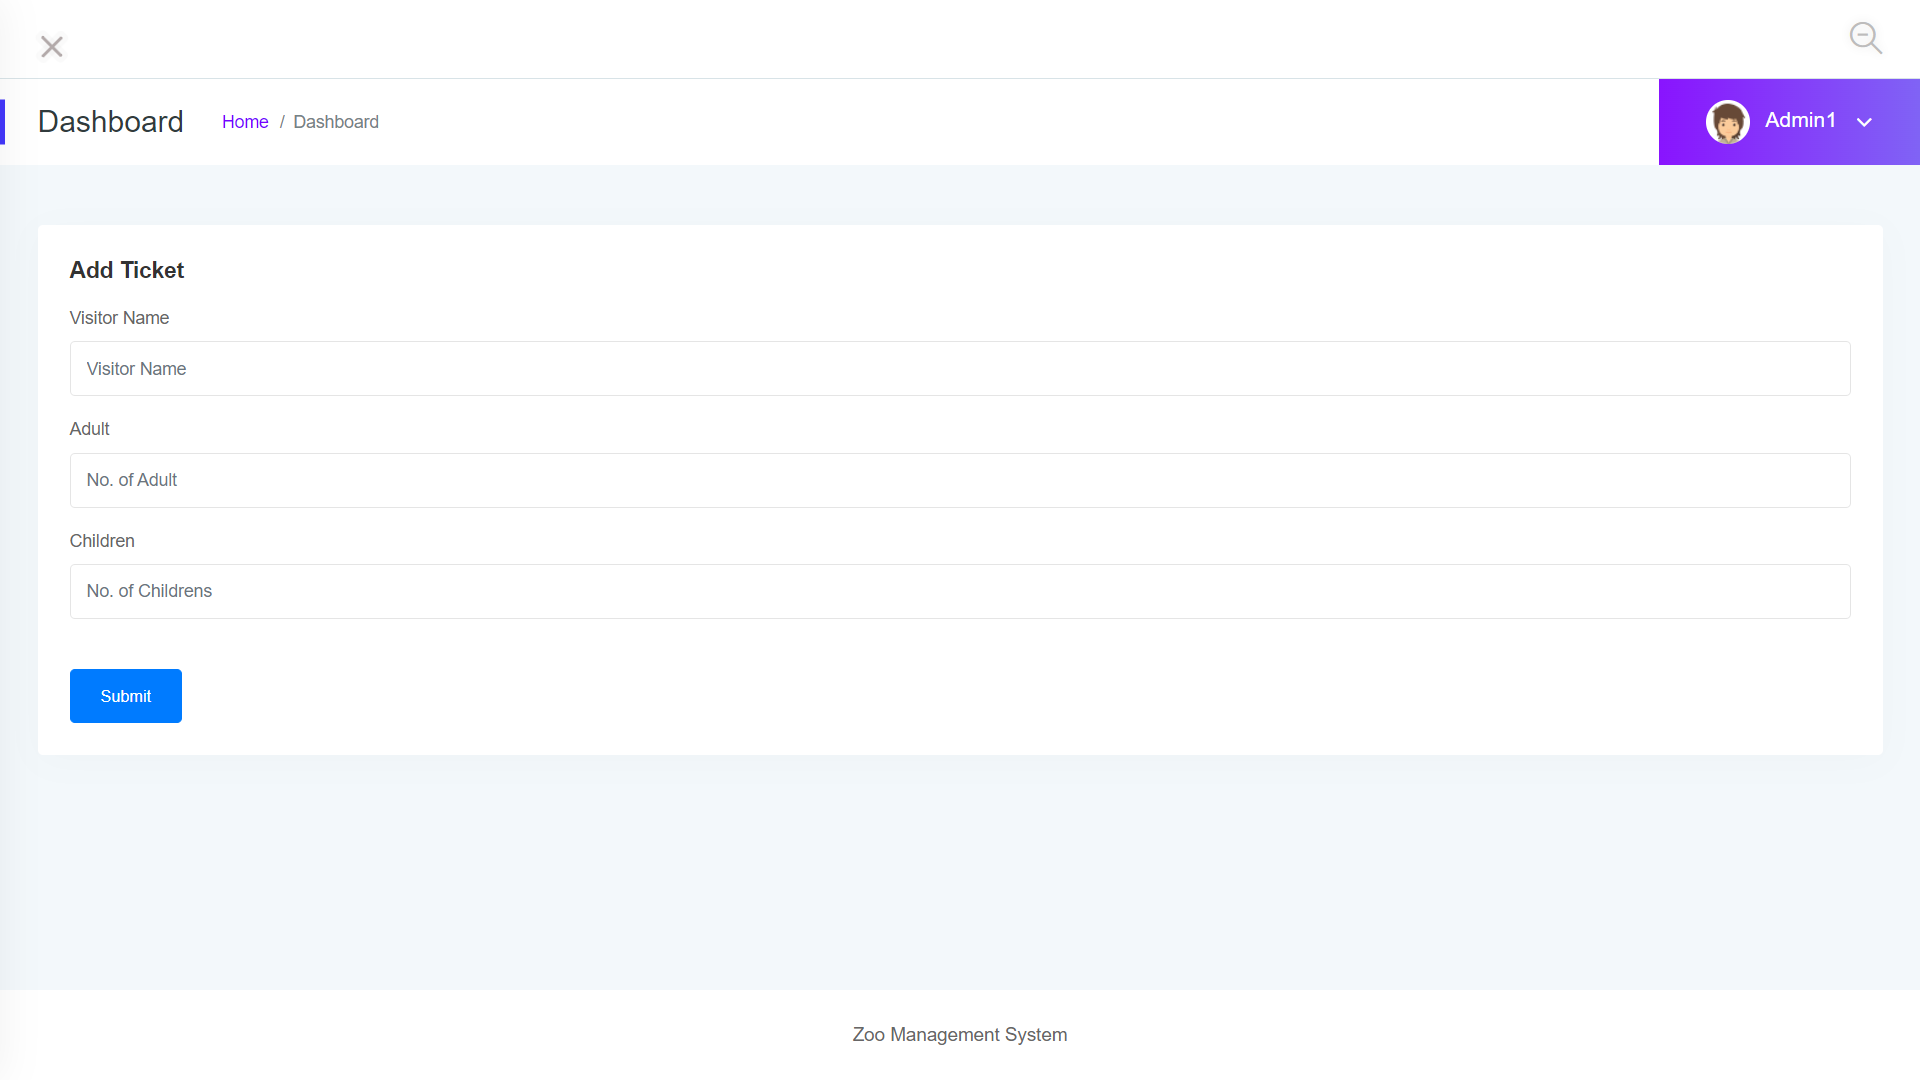 Dashboard
Home / Dashboard
Admin1
Add Ticket
Visitor Name
Visitor Name
Adult
No. of Adult
Children
No. of Childrens
Submit
Zoo Management System